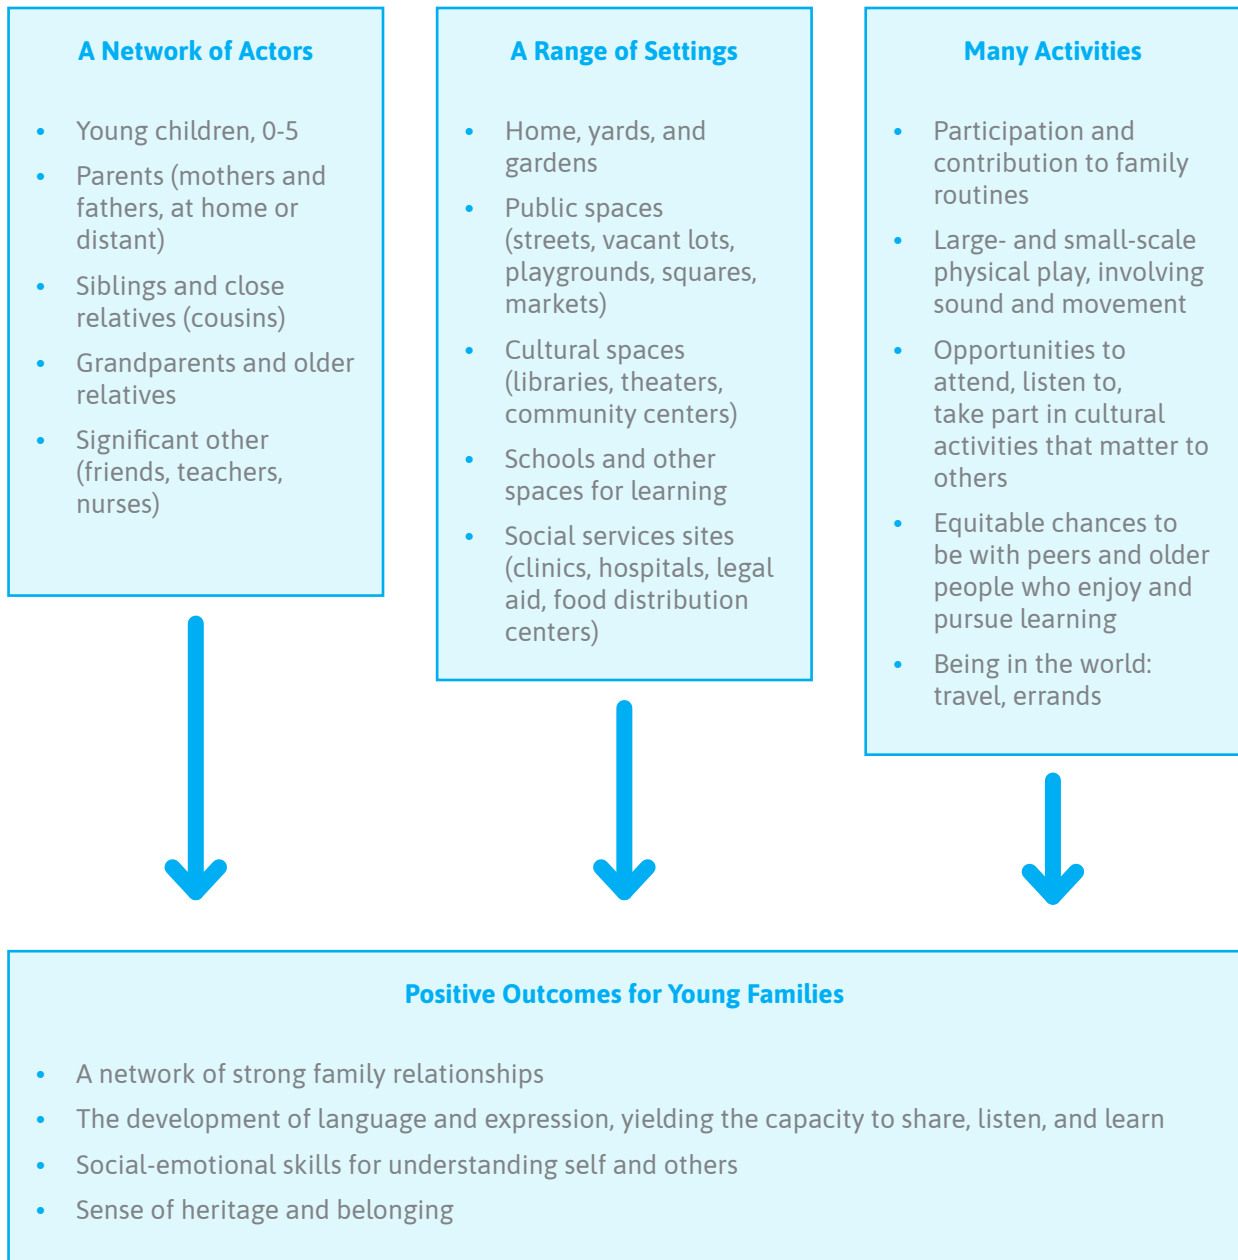 A Network of Actors
• Young children, 0-5
• Parents (mothers and
fathers, at home or
distant)
• Siblings and close
relatives (cousins)
• Grandparents and older
relatives
• Significant other
(friends, teachers,
nurses)
A Range of Settings
• Home, yards, and
gardens
• Public spaces
(streets, vacant lots,
playgrounds, squares,
markets)
• Cultural spaces
(libraries, theaters,
community centers)
• Schools and other
spaces for learning
• Social services sites
(clinics, hospitals, legal
aid, food distribution
centers)
Many Activities
• Participation and
contribution to family
routines
• Large- and small-scale
physical play, involving
sound and movement
• Opportunities to
attend, listen to,
take part in cultural
activities that matter to
others
• Equitable chances to
be with peers and older
people who enjoy and
pursue learning
• Being in the world:
travel, errands
Positive Outcomes for Young Families
• A network of strong family relationships
• The development of language and expression, yielding the capacity to share, listen, and learn
• Social-emotional skills for understanding self and others
• Sense of heritage and belonging